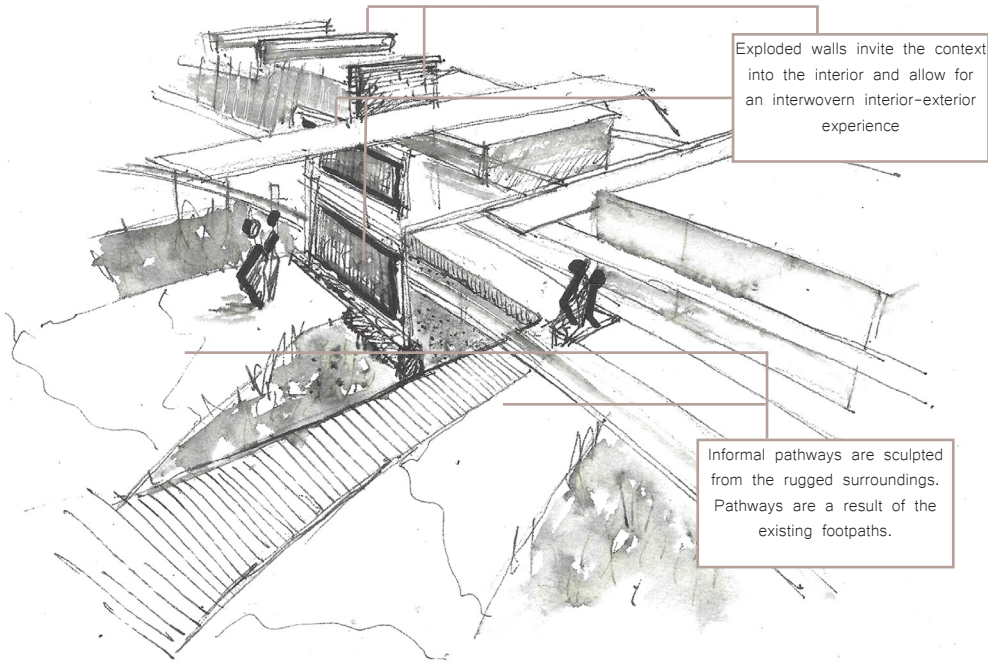 Exploded walls invite the context
into the interior and allow for
an interwovern interior-exterior
experience
Informal pathways are sculpted
from the rugged surroundings.
Pathways are a result of the
existing footpaths.